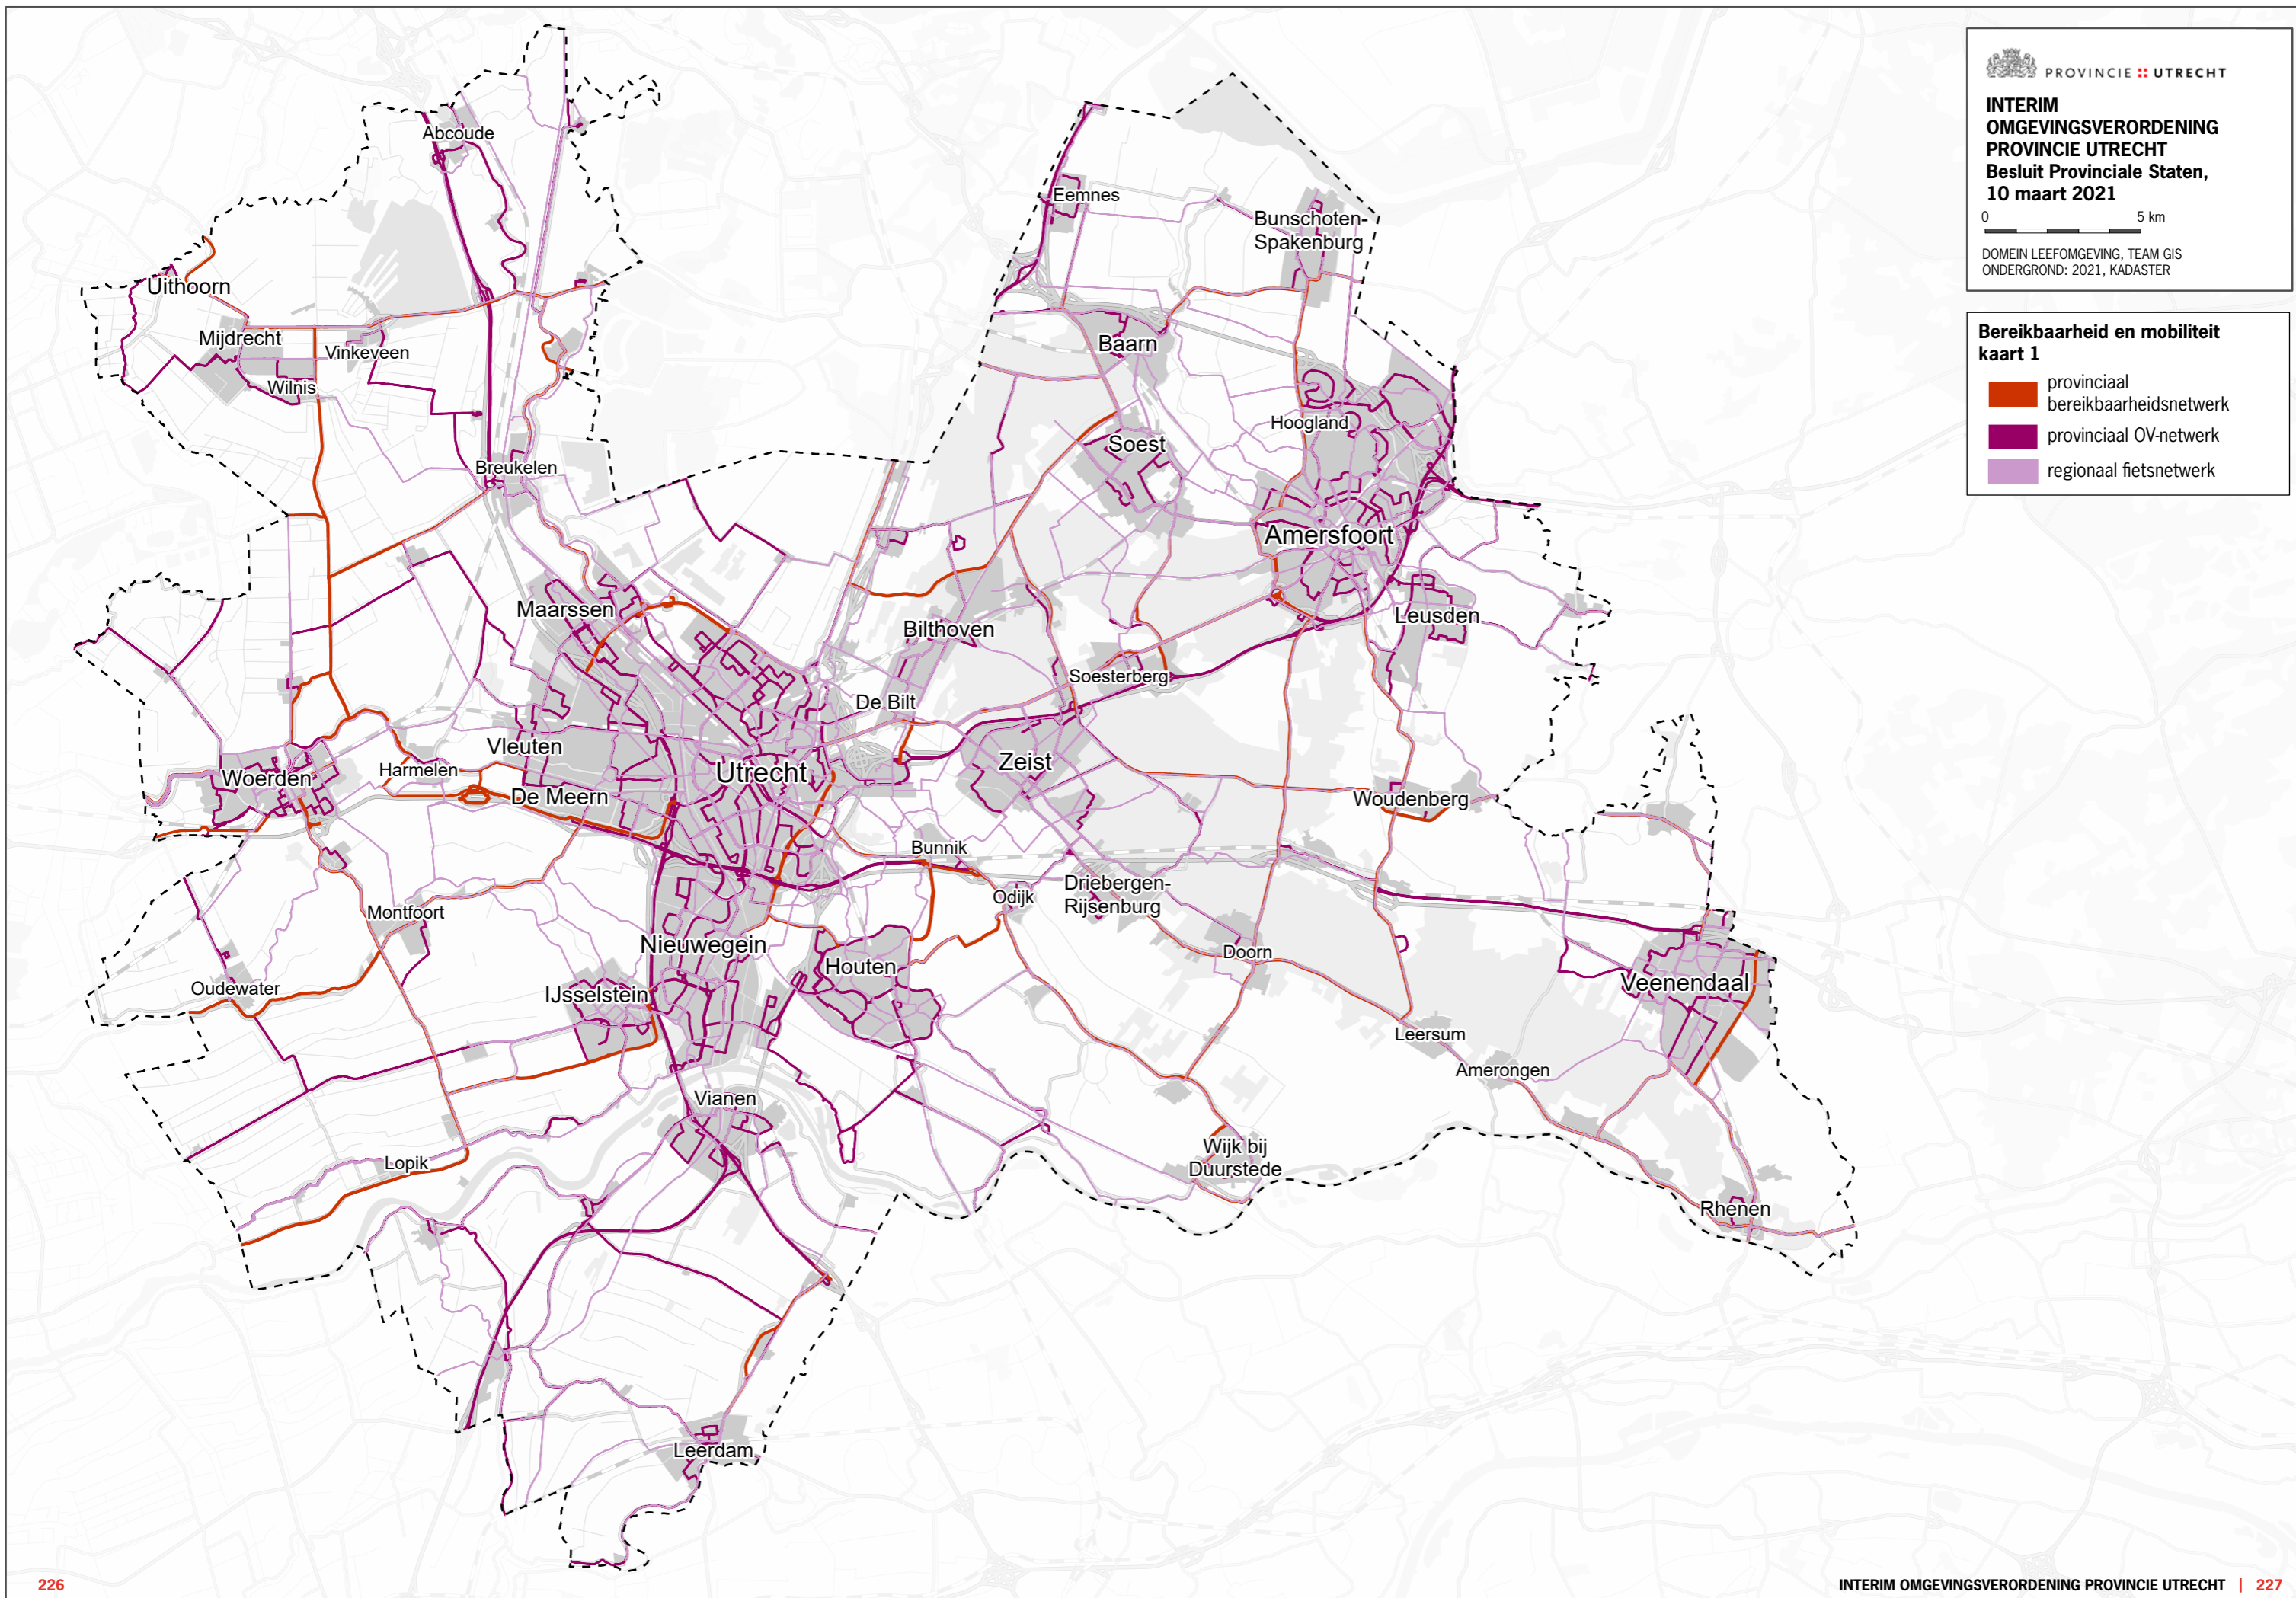 PROVINCIE UTRECHT
INTERIM
OMGEVINGSVERORDENING
PROVINCIE UTRECHT
Besluit Provinciale Staten,
10 maart 2021
0 5 km
DOMEIN LEEFOMGEVING, TEAM GIS
ONDERGROND: 2021, KADASTER
Bereikbaarheid en mobiliteit
kaart 1
provinciaal
bereikbaarheidsnetwerk
provinciaal OV-netwerk
regionaal fietsnetwerk
Abcoude
Eemnes
Bunschoten-
Spakenburg
Uithoorn
Mijdrecht
Vinkeveen
Baarn
Wilnis
Hoogland
Soest
Breukelen
Amersfoort
Maarssen
Leusden
Bilthoven
Soesterberg
De Bilt
Vleuten
Zeist
Utrecht
Harmelen
Woerden
De Meern
Woudenberg
Bunnik
Driebergen-
Rijsenburg
Odijk
Montfoort
Nieuwegein
Doorn
Houten
Veenendaal
Oudewater
IJsselstein
Leersum
Amerongen
Vianen
Wijk bij
Duurstede
Lopik
Rhenen
Leerdam
226
INTERIM OMGEVINGSVERORDENING PROVINCIE UTRECHT | 227